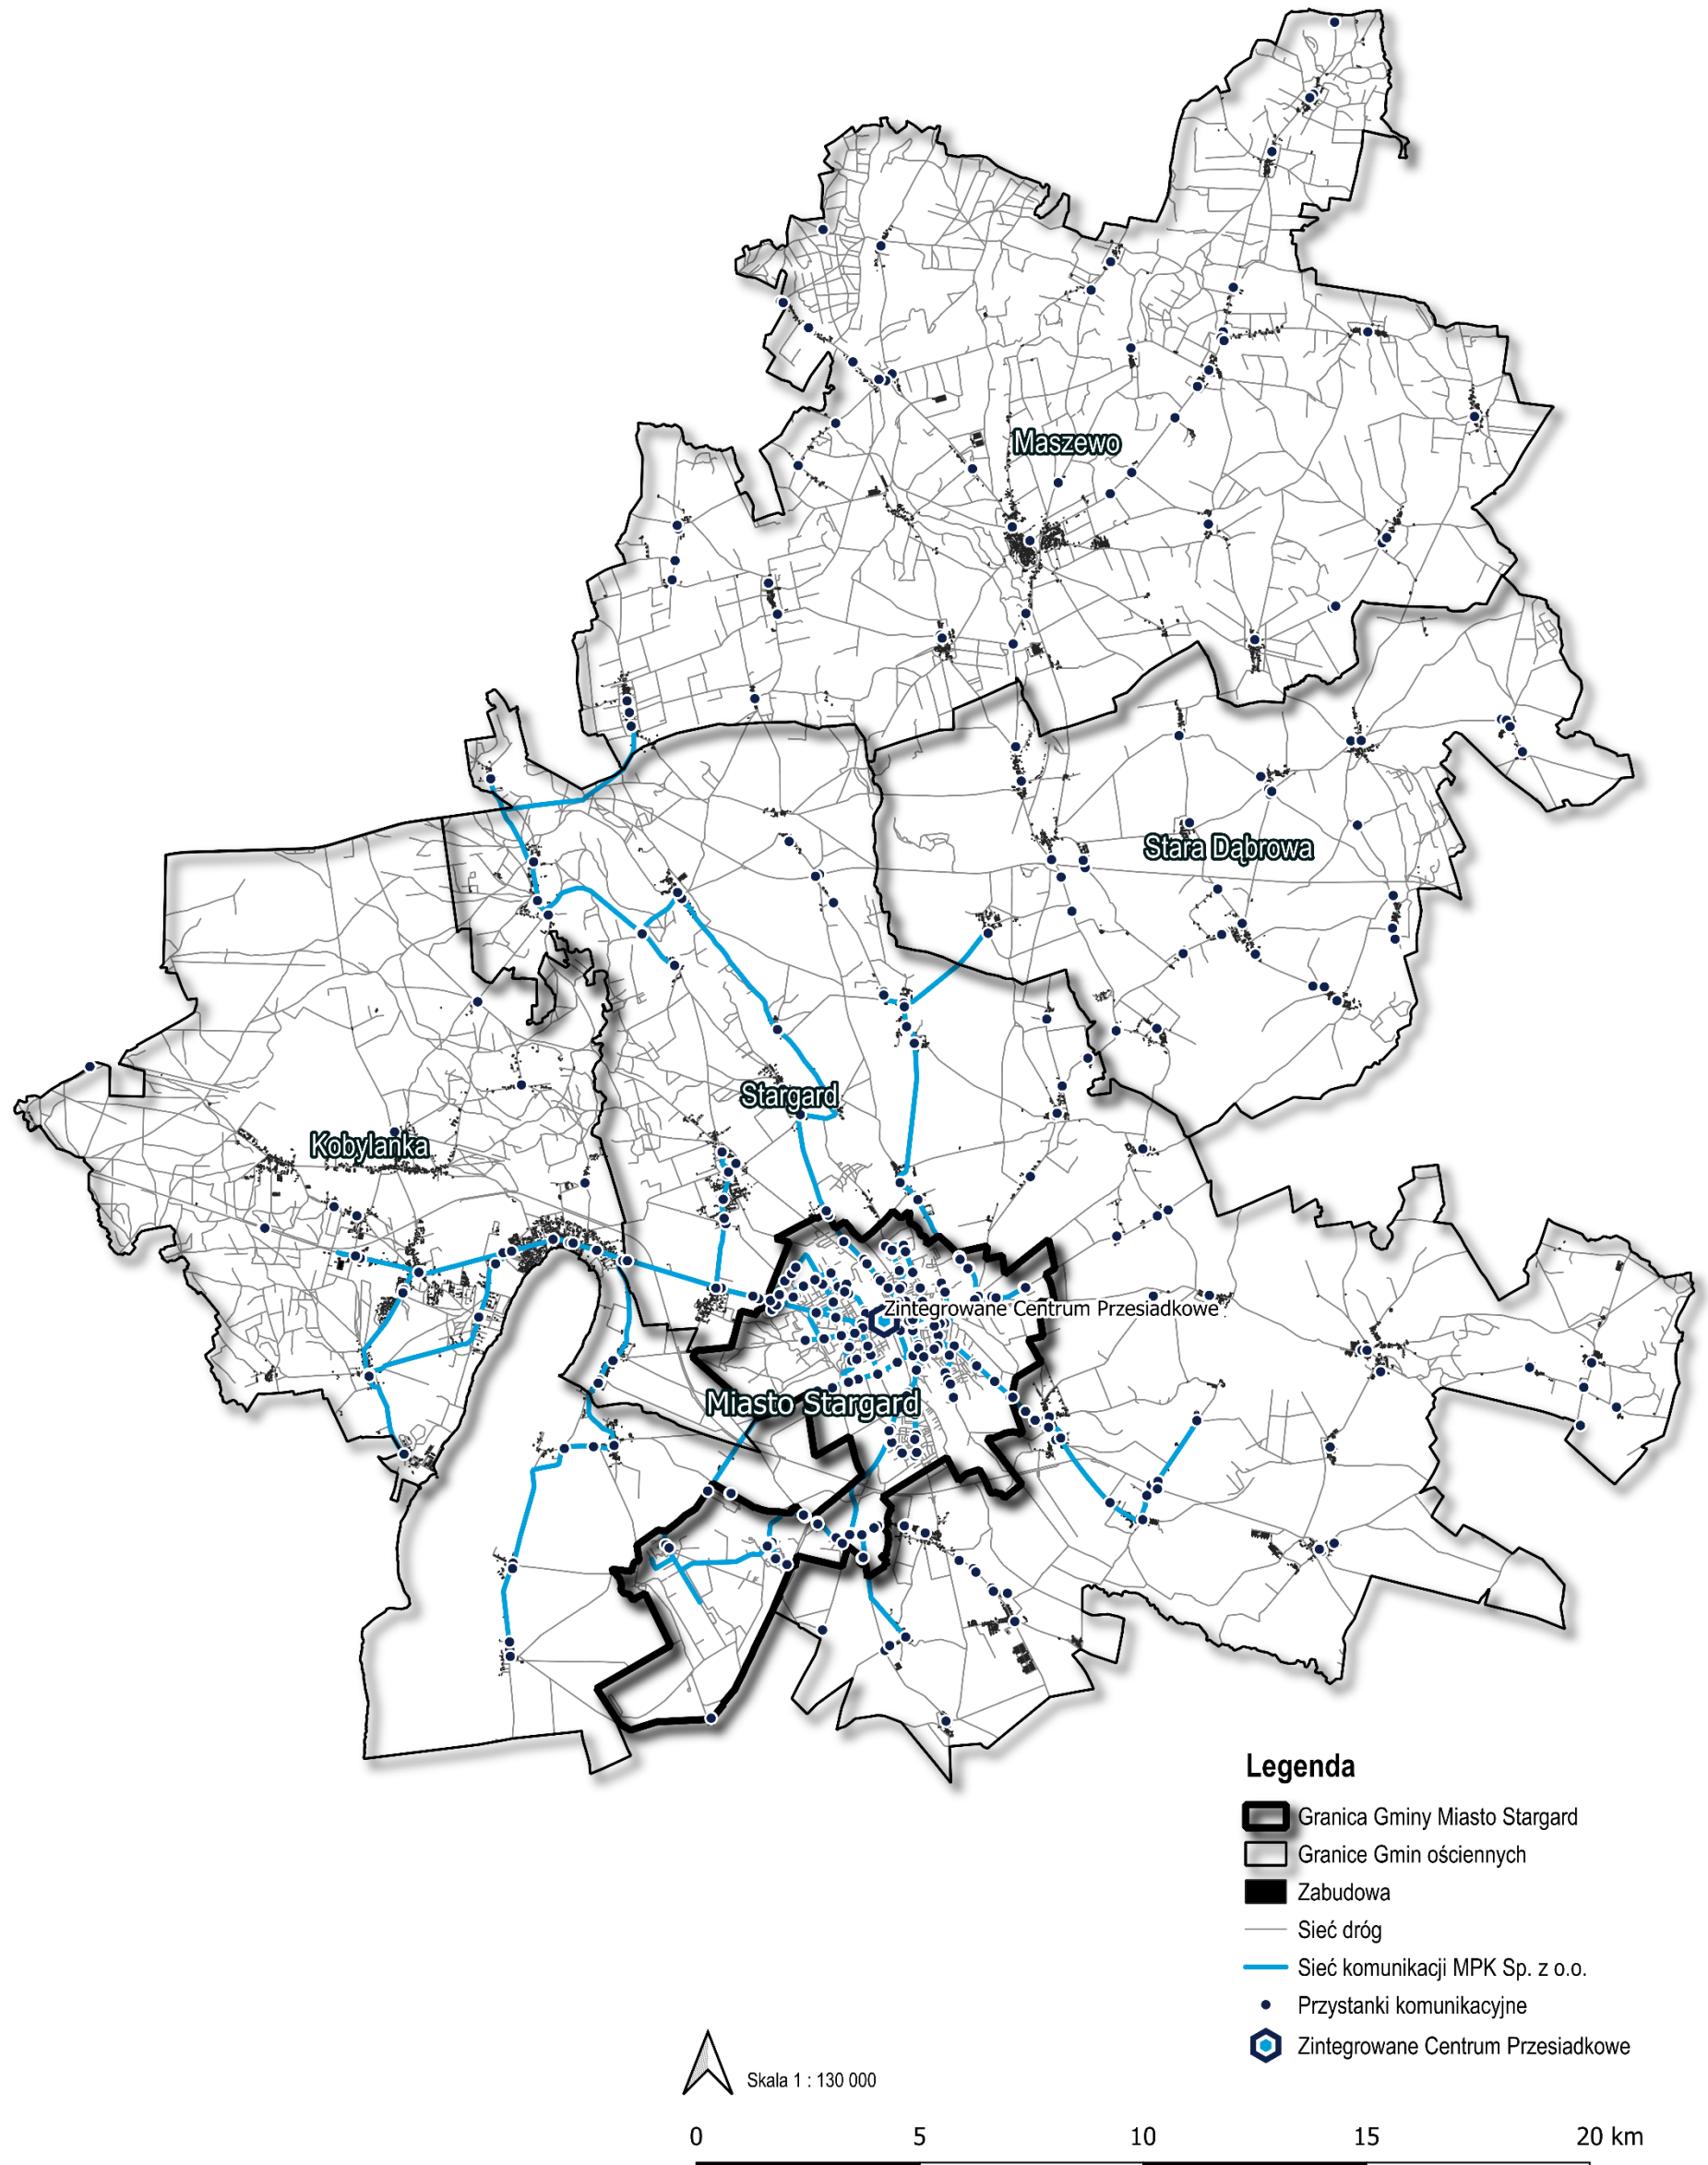 Maszewo
Stara Dąbrowa
Stargard
Kobylanka
Zintegrowane Centrum Przesiadkowe
Miasto Stargard
Legenda
Granica Gminy Miasto Stargard
Granice Gmin ościennych
Zabudowa
Sieć dróg
Sieć komunikacji MPK Sp. z o.o.
Przystanki komunikacyjne
Zintegrowane Centrum Przesiadkowe
Skala 1 : 130 000
0 5 10 15 20 km